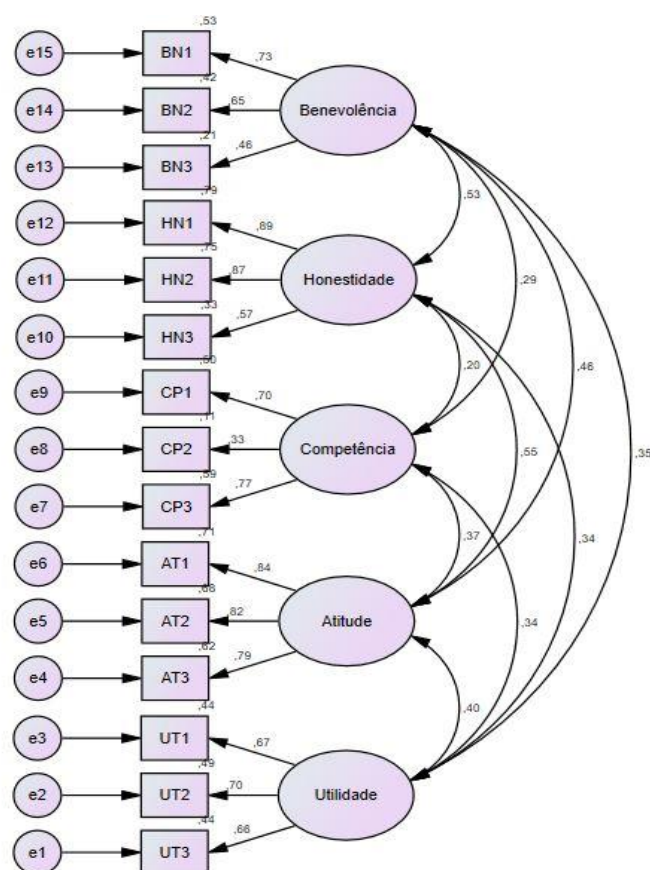 ,53
e15 BN1 ,73
,42
e14 BN2 ,65 Benevolência
,21
e13 BN3 ,46
,79
,53
e12 HN1 ,89
,75
e11 HN2 ,87 Honestidade ,29
,33
e10 HN3 ,57
,50
,20 ,46
e9 CP1 ,70
,11
e8 CP2 ,33 Competência ,55 ,35
,59
e7 CP3 ,77
,71
,37 ,34
e6 AT1 ,84
,68
e5 AT2 ,82 Atitude ,34
,62
e4 AT3 ,79
,44
,40
e3 UT1 ,67
,49
e2 UT2 ,70 Utilidade
,44
e1 UT3 ,66